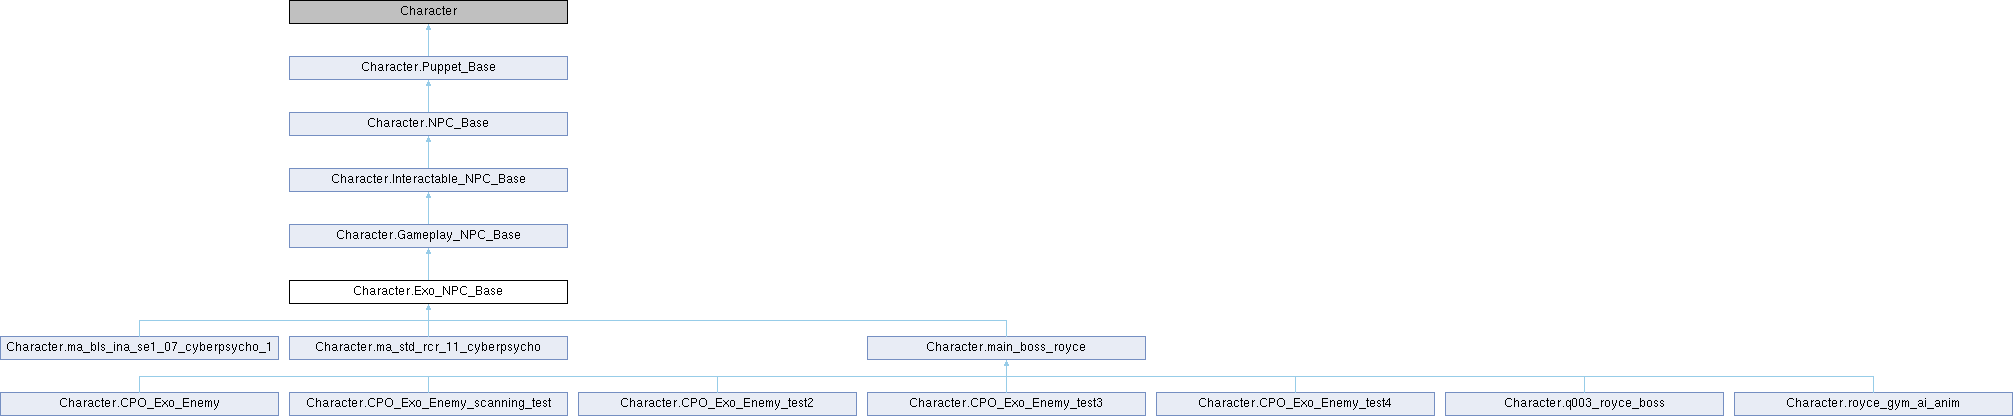 Character
Character.Puppet_Base
Character.NPC_Base
Character.Interactable_NPC_Base
Character.Gameplay_NPC_Base
Character.Exo_NPC_Base
Character.ma_bls_ina_se1_07_cyberpsycho_1
Character.ma_std_rcr_11_cyberpsycho
Character.main_boss_royce
Character.CPO_Exo_Enemy
Character.CPO_Exo_Enemy_scanning_test
Character.CPO_Exo_Enemy_test2
Character.CPO_Exo_Enemy_test3
Character.CPO_Exo_Enemy_test4
Character.q003_royce_boss
Character.royce_gym_ai_anim